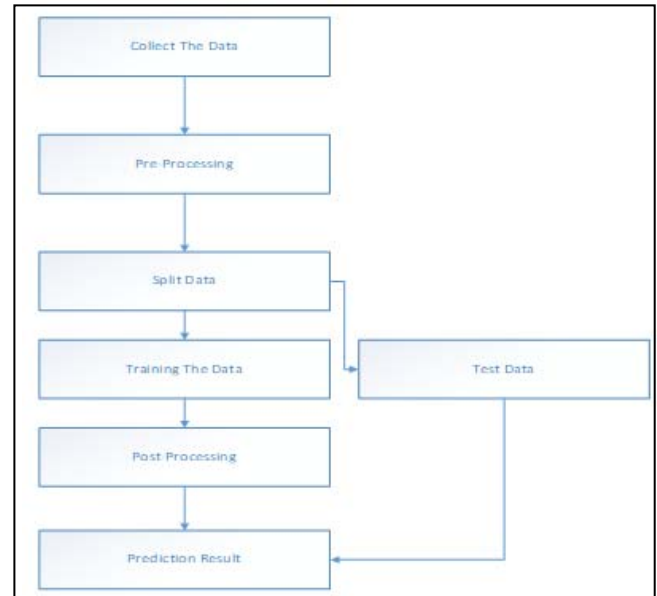 Collect The Data
Pre Processing
Split Data
Training The Data
Test Data
Post Processing
Prediction Result